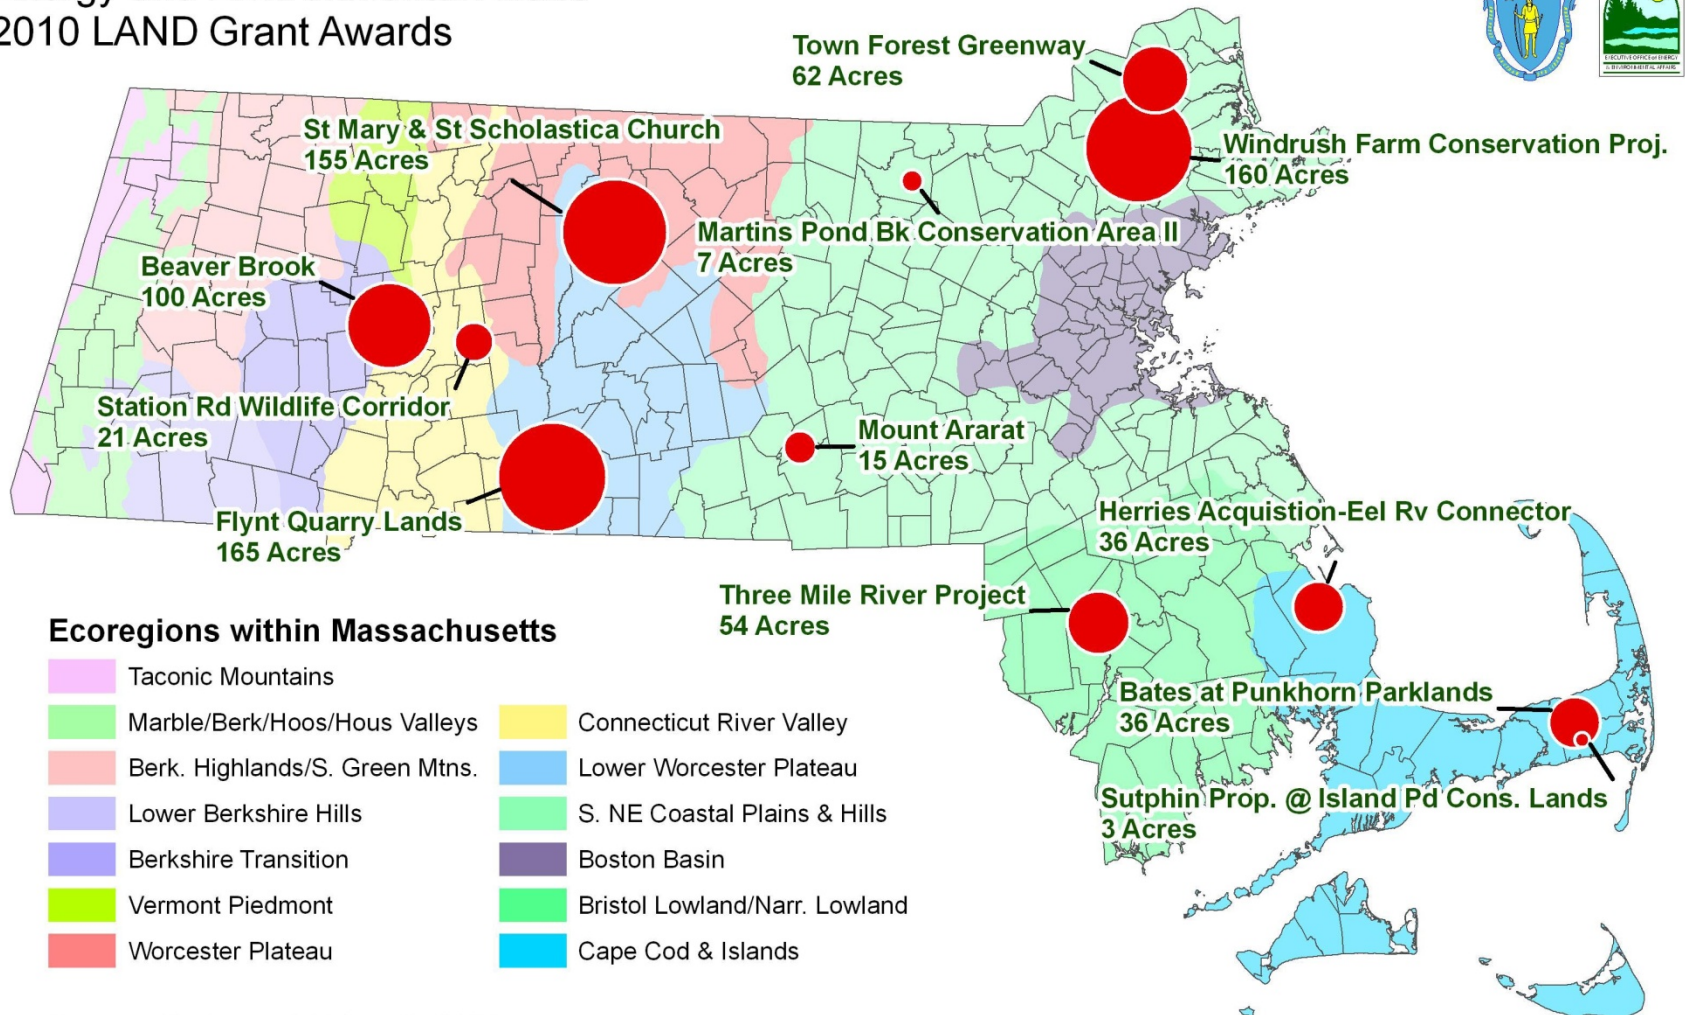 2010 LAND Grant Awards
Town Forest Greenway
62 Acres
St Mary & St Scholastica Church
155 Acres
Windrush Farm Conservation Proj.
160 Acres
Martins Pond Bk Conservation Area II
7 Acres
Beaver Brook
100 Acres
Station Rd Wildlife Corridor
21 Acres
Mount Ararat
15 Acres
Flynt Quarry Lands
165 Acres
Herries Acquistion-Eel Rv Connector
36 Acres
Three Mile River Project
54 Acres
Bates at Punkhorn Parklands
36 Acres
Sutphin Prop. @ Island Pd Cons. Lands
3 Acres
Ecoregions within Massachusetts
Taconic Mountains
Marble/Berk/Hoos/Hous Valleys
Berk. Highlands/S. Green Mtns.
Lower Berkshire Hills
Berkshire Transition
Vermont Piedmont
Worcester Plateau
Connecticut River Valley
Lower Worcester Plateau
S. NE Coastal Plains & Hills
Boston Basin
Bristol Lowland/Narr. Lowland
Cape Cod & Islands
EXECUTIVE OFFICE of ENERGY
& ENVIRONMENTAL AFFAIRS